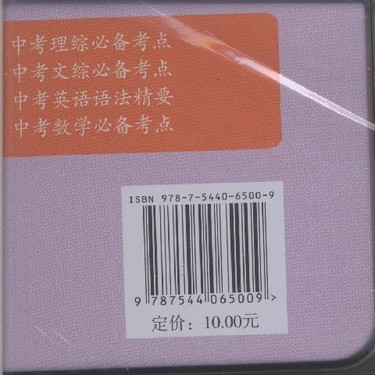 中考理综必备考点
中考文综必备考点
中考英语语法精要
中考数学必备考点
ISBN 978-7-5440-6500-9
9 787544 065009 >
定价：10.00元